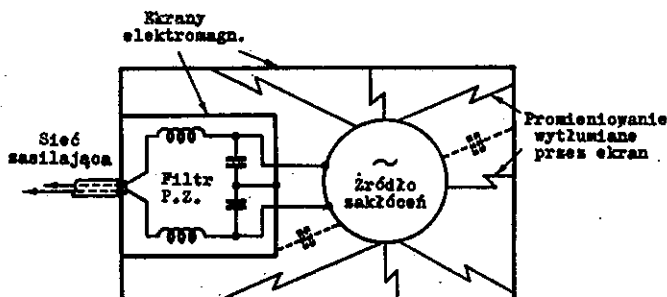 Ekrany
elektromagn.
Sieć
zasilająca
Filtr
P.Z.
~
Źródło
zakłóceń
Promieniowanie
wytłumiane
przez ekran